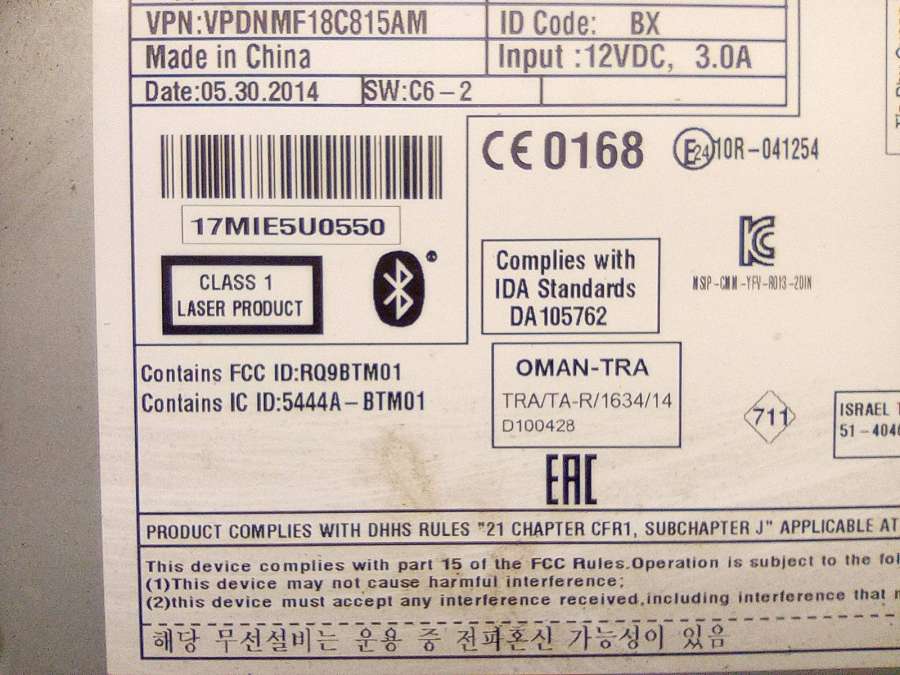 VPN:VPDNMF18C815AM
ID Code: BX
Made in China
Input :12VDC, 3.0A
Date:05.30.2014
SW:C6-2
17MIE5U0550
CLASS 1
LASER PRODUCT
CE 0168
E24 10R-041254
MSIP-CMM-YFV-R013-2DIN
Complies with
IDA Standards
DA105762
Contains FCC ID:RQ9BTM01
Contains IC ID:5444A-BTM01
OMAN-TRA
TRA/TA-R/1634/14
D100428
711
ISRAEL
51-4046
EAC
PRODUCT COMPLIES WITH DHHS RULES "21 CHAPTER CFR1, SUBCHAPTER J" APPLICABLE AT
This device complies with part 15 of the FCC Rules.Operation is subject to the
(1)This device may not cause harmful interference;
(2)this device must accept any interference received,including interference that
해당 무선설비는 운용 중 전파혼신 가능성이 있음